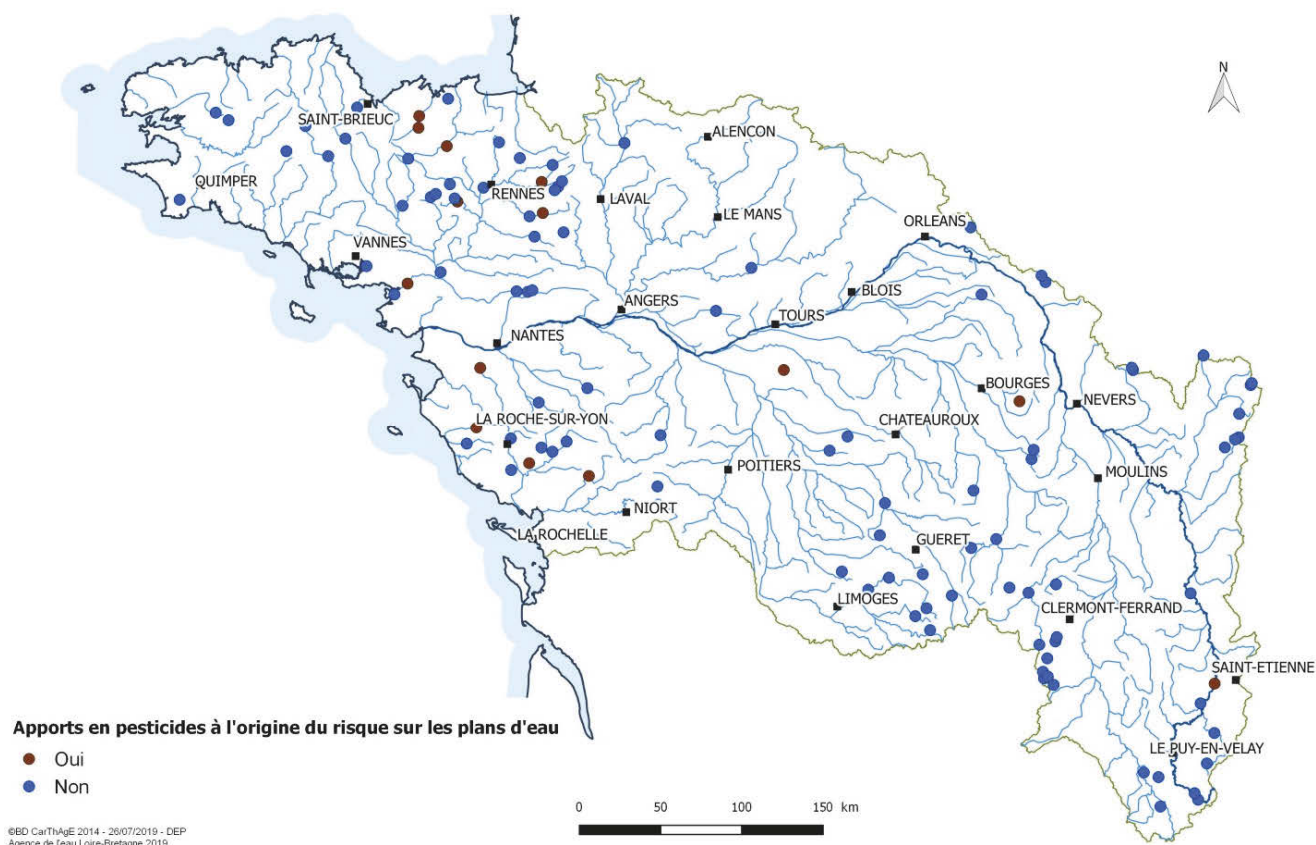 N
ALENCON
SAINT-BRIEUC
QUIMPER
RENNES
LAVAL
LE MANS
ORLEANS
VANNES
BLOIS
ANGERS
TOURS
NANTES
BOURGES
NEVERS
LA ROCHE-SUR-YON
CHATEAUROUX
POITIERS
MOULINS
NIORT
LA ROCHELLE
GUERET
LIMOGES
CLERMONT-FERRAND
SAINT-ETIENNE
LE PUY-EN-VELAY
Apports en pesticides à l'origine du risque sur les plans d'eau
Oui
Non
0 50 100 150 km
©BD CarThAgE 2014 - 26/07/2019 - DEP
Agence de l'eau Loire-Bretagne 2019